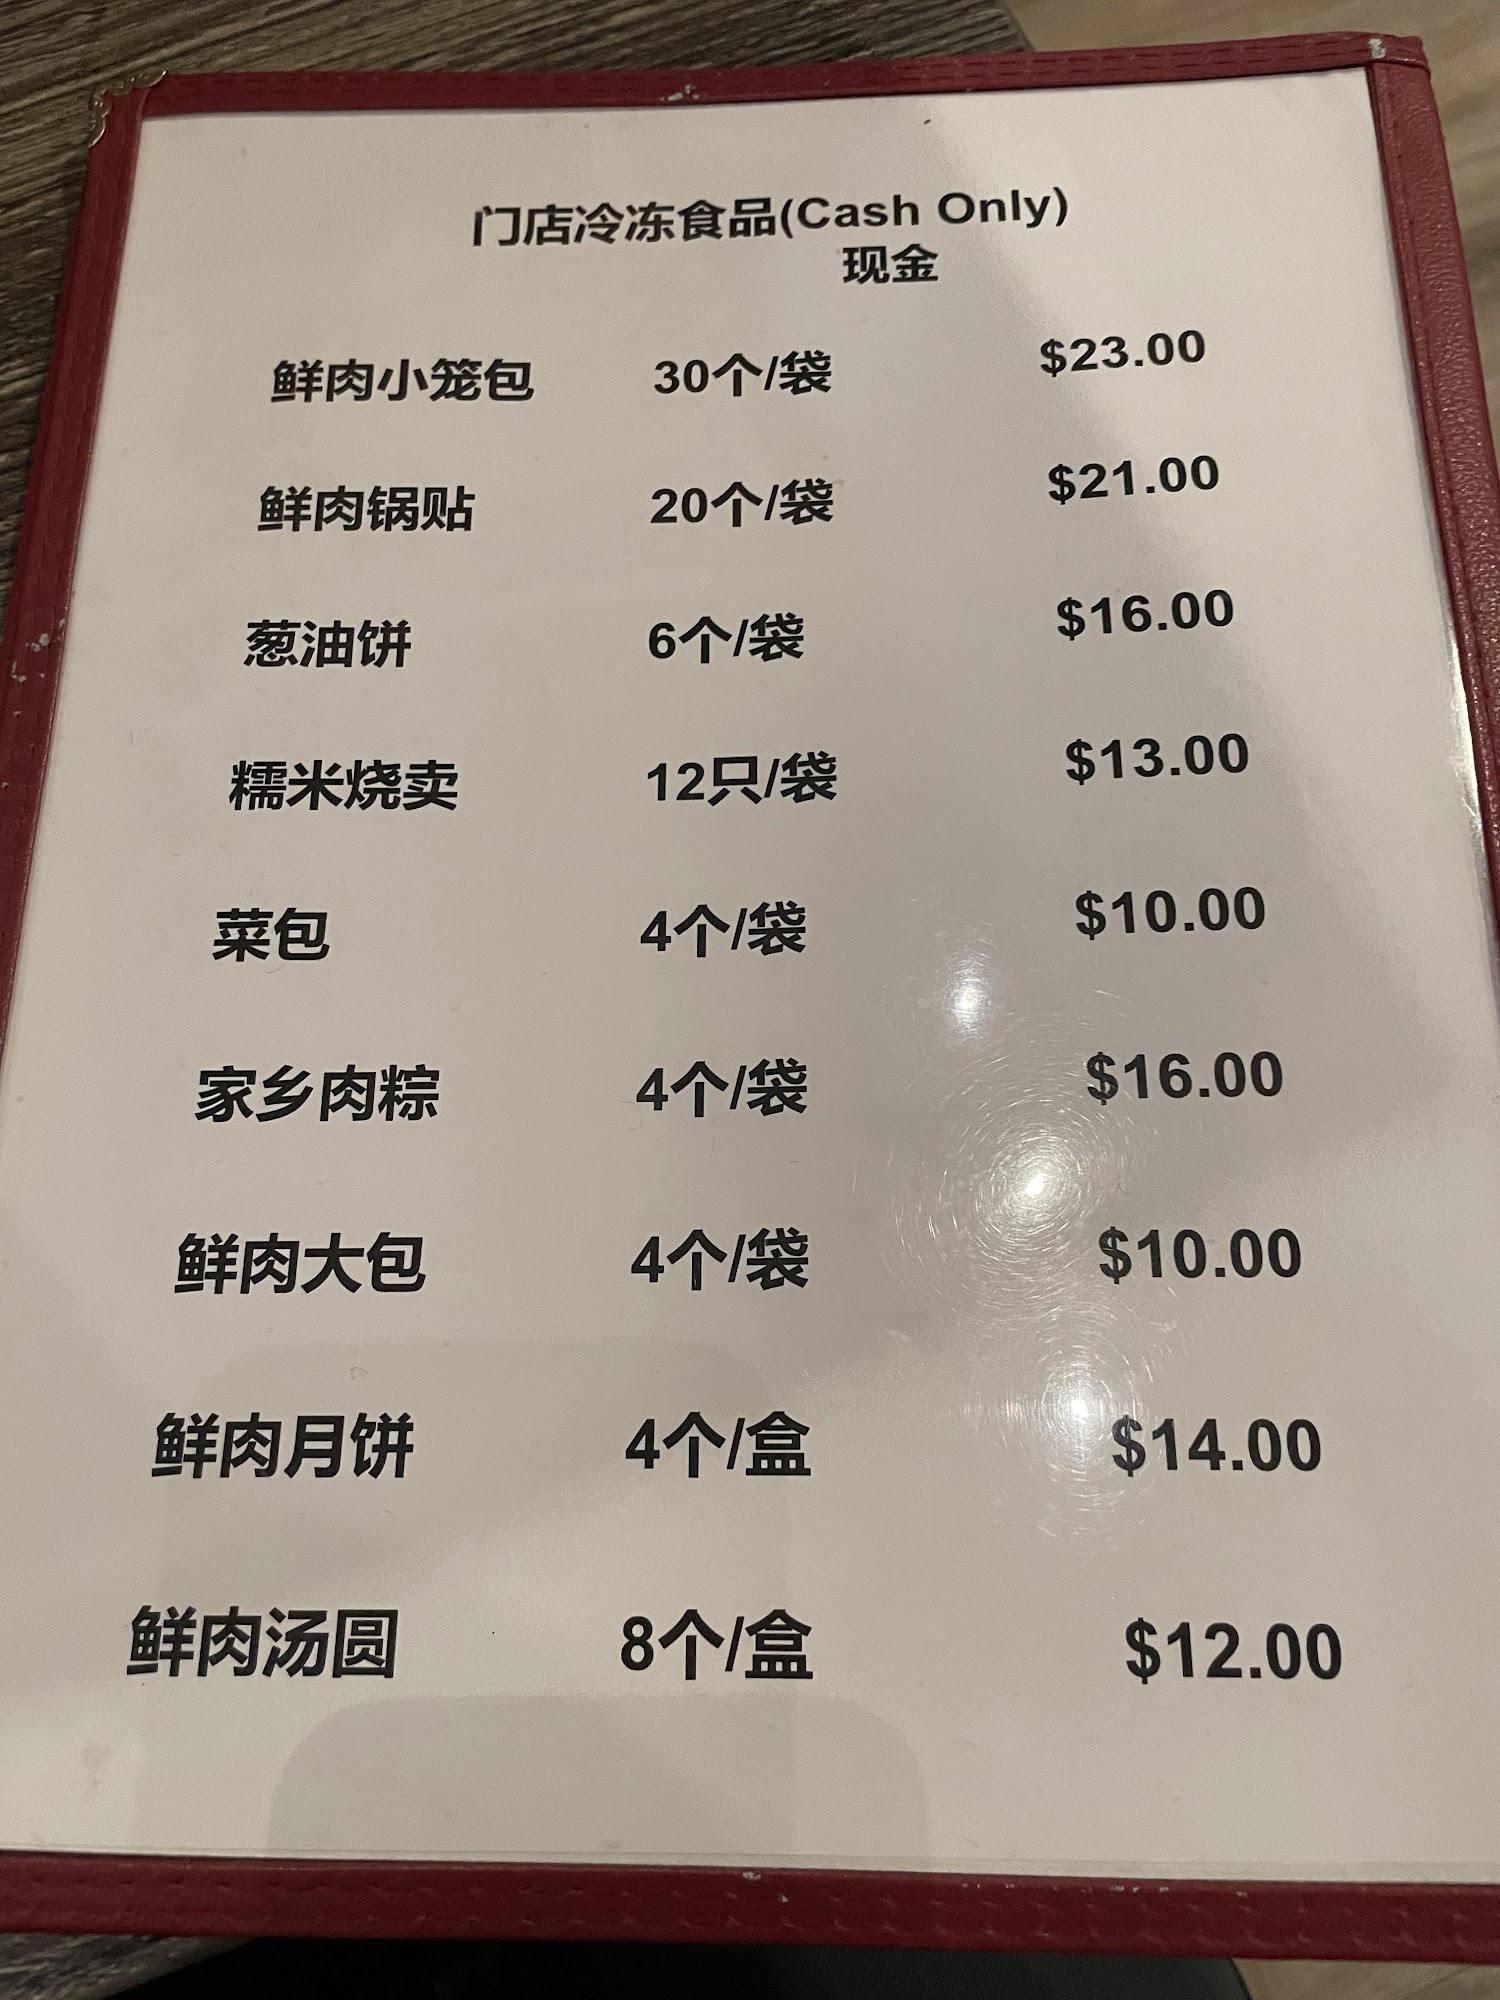 门店冷冻食品(Cash Only)
现金
鲜肉小笼包 30个/袋 $23.00
鲜肉锅贴 20个/袋 $21.00
葱油饼 6个/袋 $16.00
糯米烧卖 12只/袋 $13.00
菜包 4个/袋 $10.00
家乡肉粽 4个/袋 $16.00
鲜肉大包 4个/袋 $10.00
鲜肉月饼 4个/盒 $14.00
鲜肉汤圆 8个/盒 $12.00